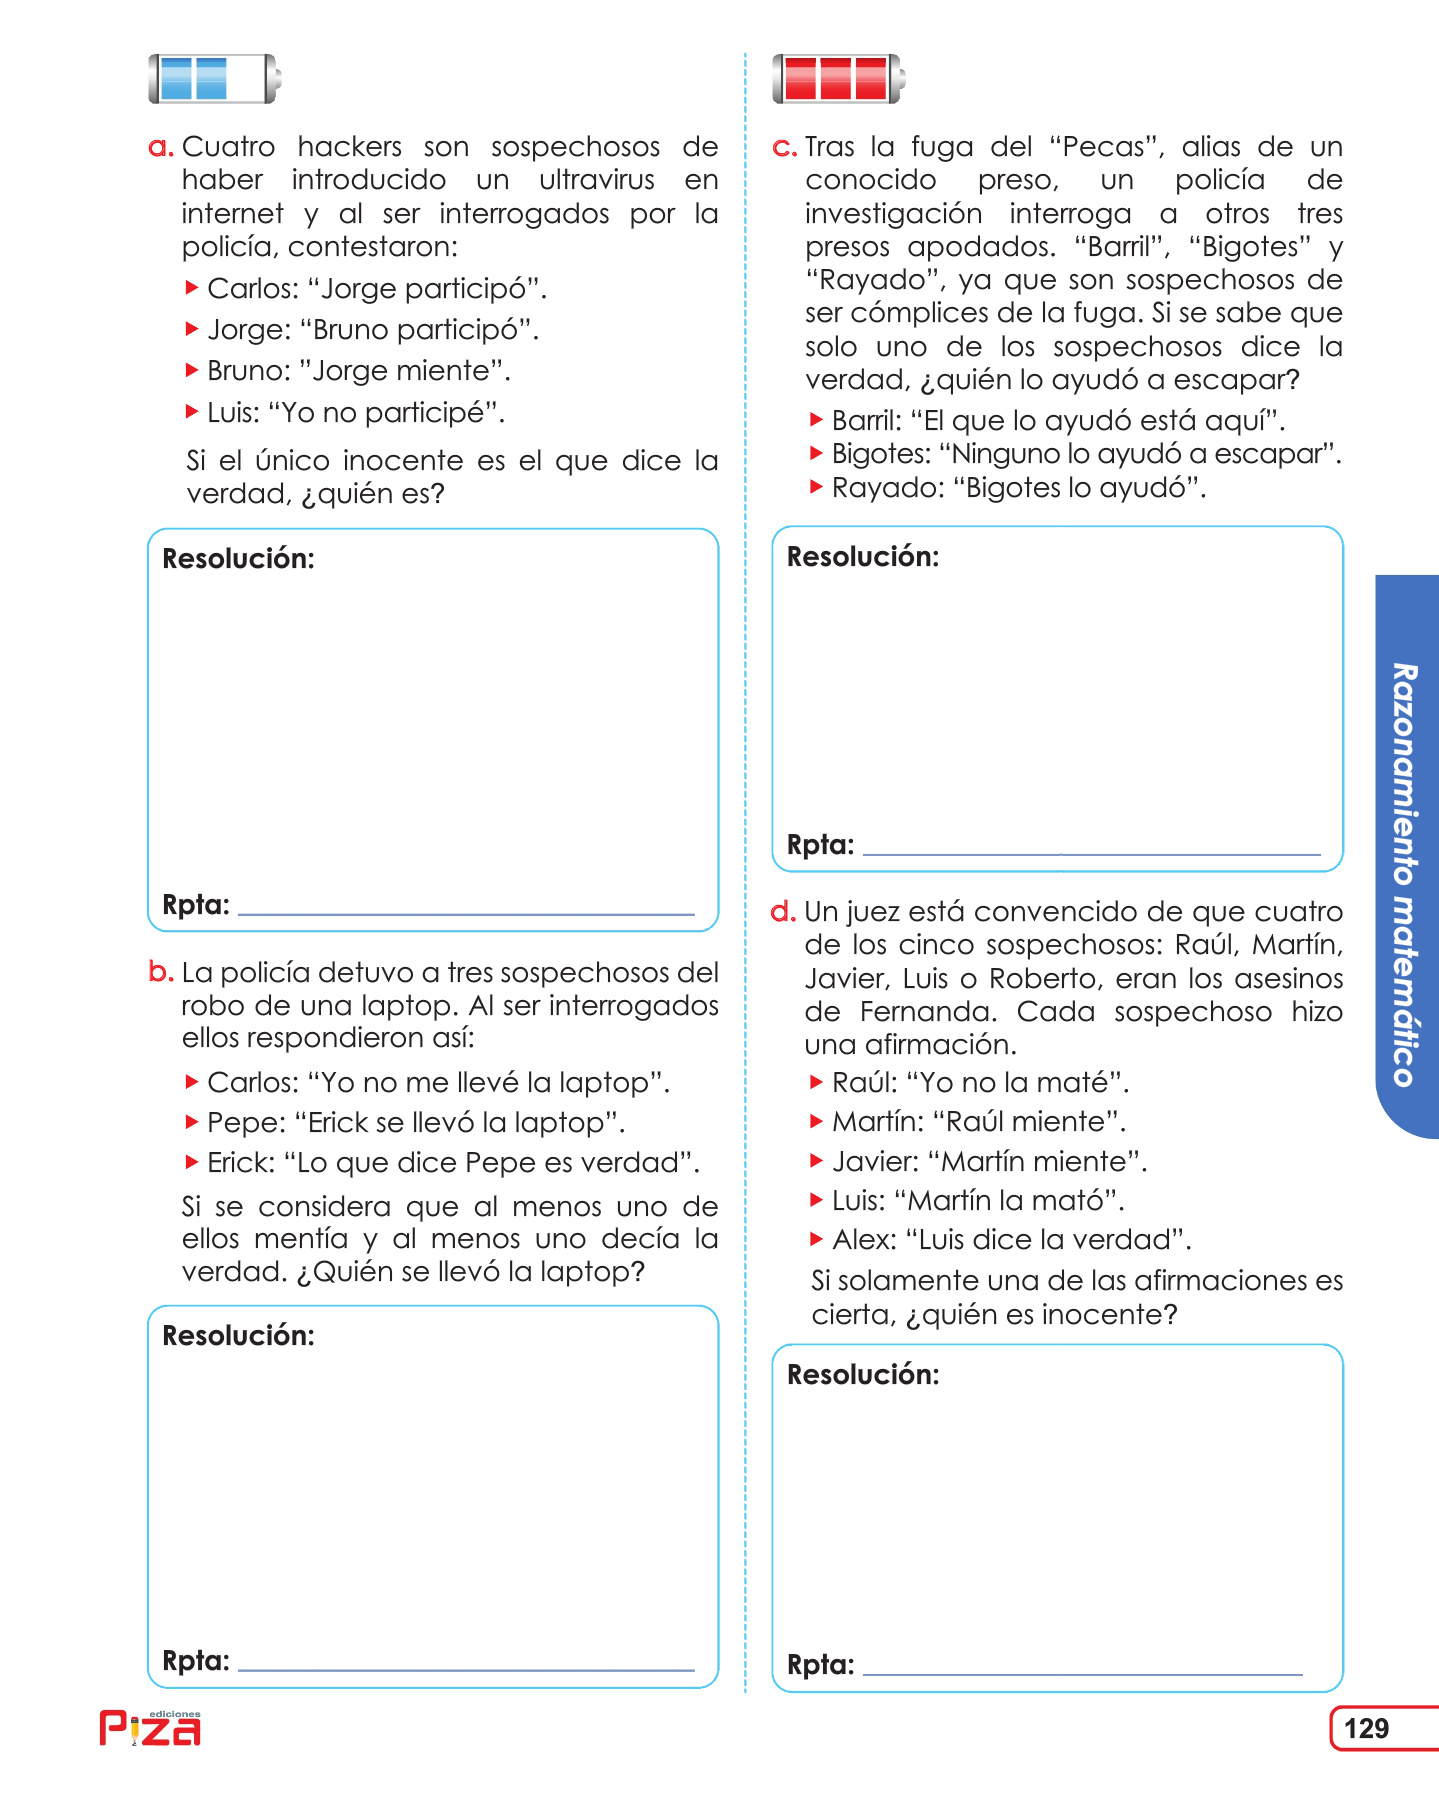 a. Cuatro hackers son sospechosos de
haber introducido un ultravirus en
internet y al ser interrogados por la
policía, contestaron:
Carlos: “Jorge participó”.
Jorge: “Bruno participó”.
Bruno: ”Jorge miente”.
Luis: “Yo no participé”.
Si el único inocente es el que dice la
verdad, ¿quién es?
Resolución:
Rpta:
b. La policía detuvo a tres sospechosos del
robo de una laptop. Al ser interrogados
ellos respondieron así:
Carlos: “Yo no me llevé la laptop”.
Pepe: “Erick se llevó la laptop”.
Erick: “Lo que dice Pepe es verdad”.
Si se considera que al menos uno de
ellos mentía y al menos uno decía la
verdad. ¿Quién se llevó la laptop?
Resolución:
Rpta:
c. Tras la fuga del “Pecas”, alias de un
conocido preso, un policía de
investigación interroga a otros tres
presos apodados. “Barril”, “Bigotes” y
“Rayado”, ya que son sospechosos de
ser cómplices de la fuga. Si se sabe que
solo uno de los sospechosos dice la
verdad, ¿quién lo ayudó a escapar?
Barril: “El que lo ayudó está aquí”.
Bigotes: “Ninguno lo ayudó a escapar”.
Rayado: “Bigotes lo ayudó”.
Resolución:
Rpta:
d. Un juez está convencido de que cuatro
de los cinco sospechosos: Raúl, Martín,
Javier, Luis o Roberto, eran los asesinos
de Fernanda. Cada sospechoso hizo
una afirmación.
Raúl: “Yo no la maté”.
Martín: “Raúl miente”.
Javier: “Martín miente”.
Luis: “Martín la mató”.
Alex: “Luis dice la verdad”.
Si solamente una de las afirmaciones es
cierta, ¿quién es inocente?
Resolución:
Rpta:
Razonamiento matemático
ediciones
Piza
129